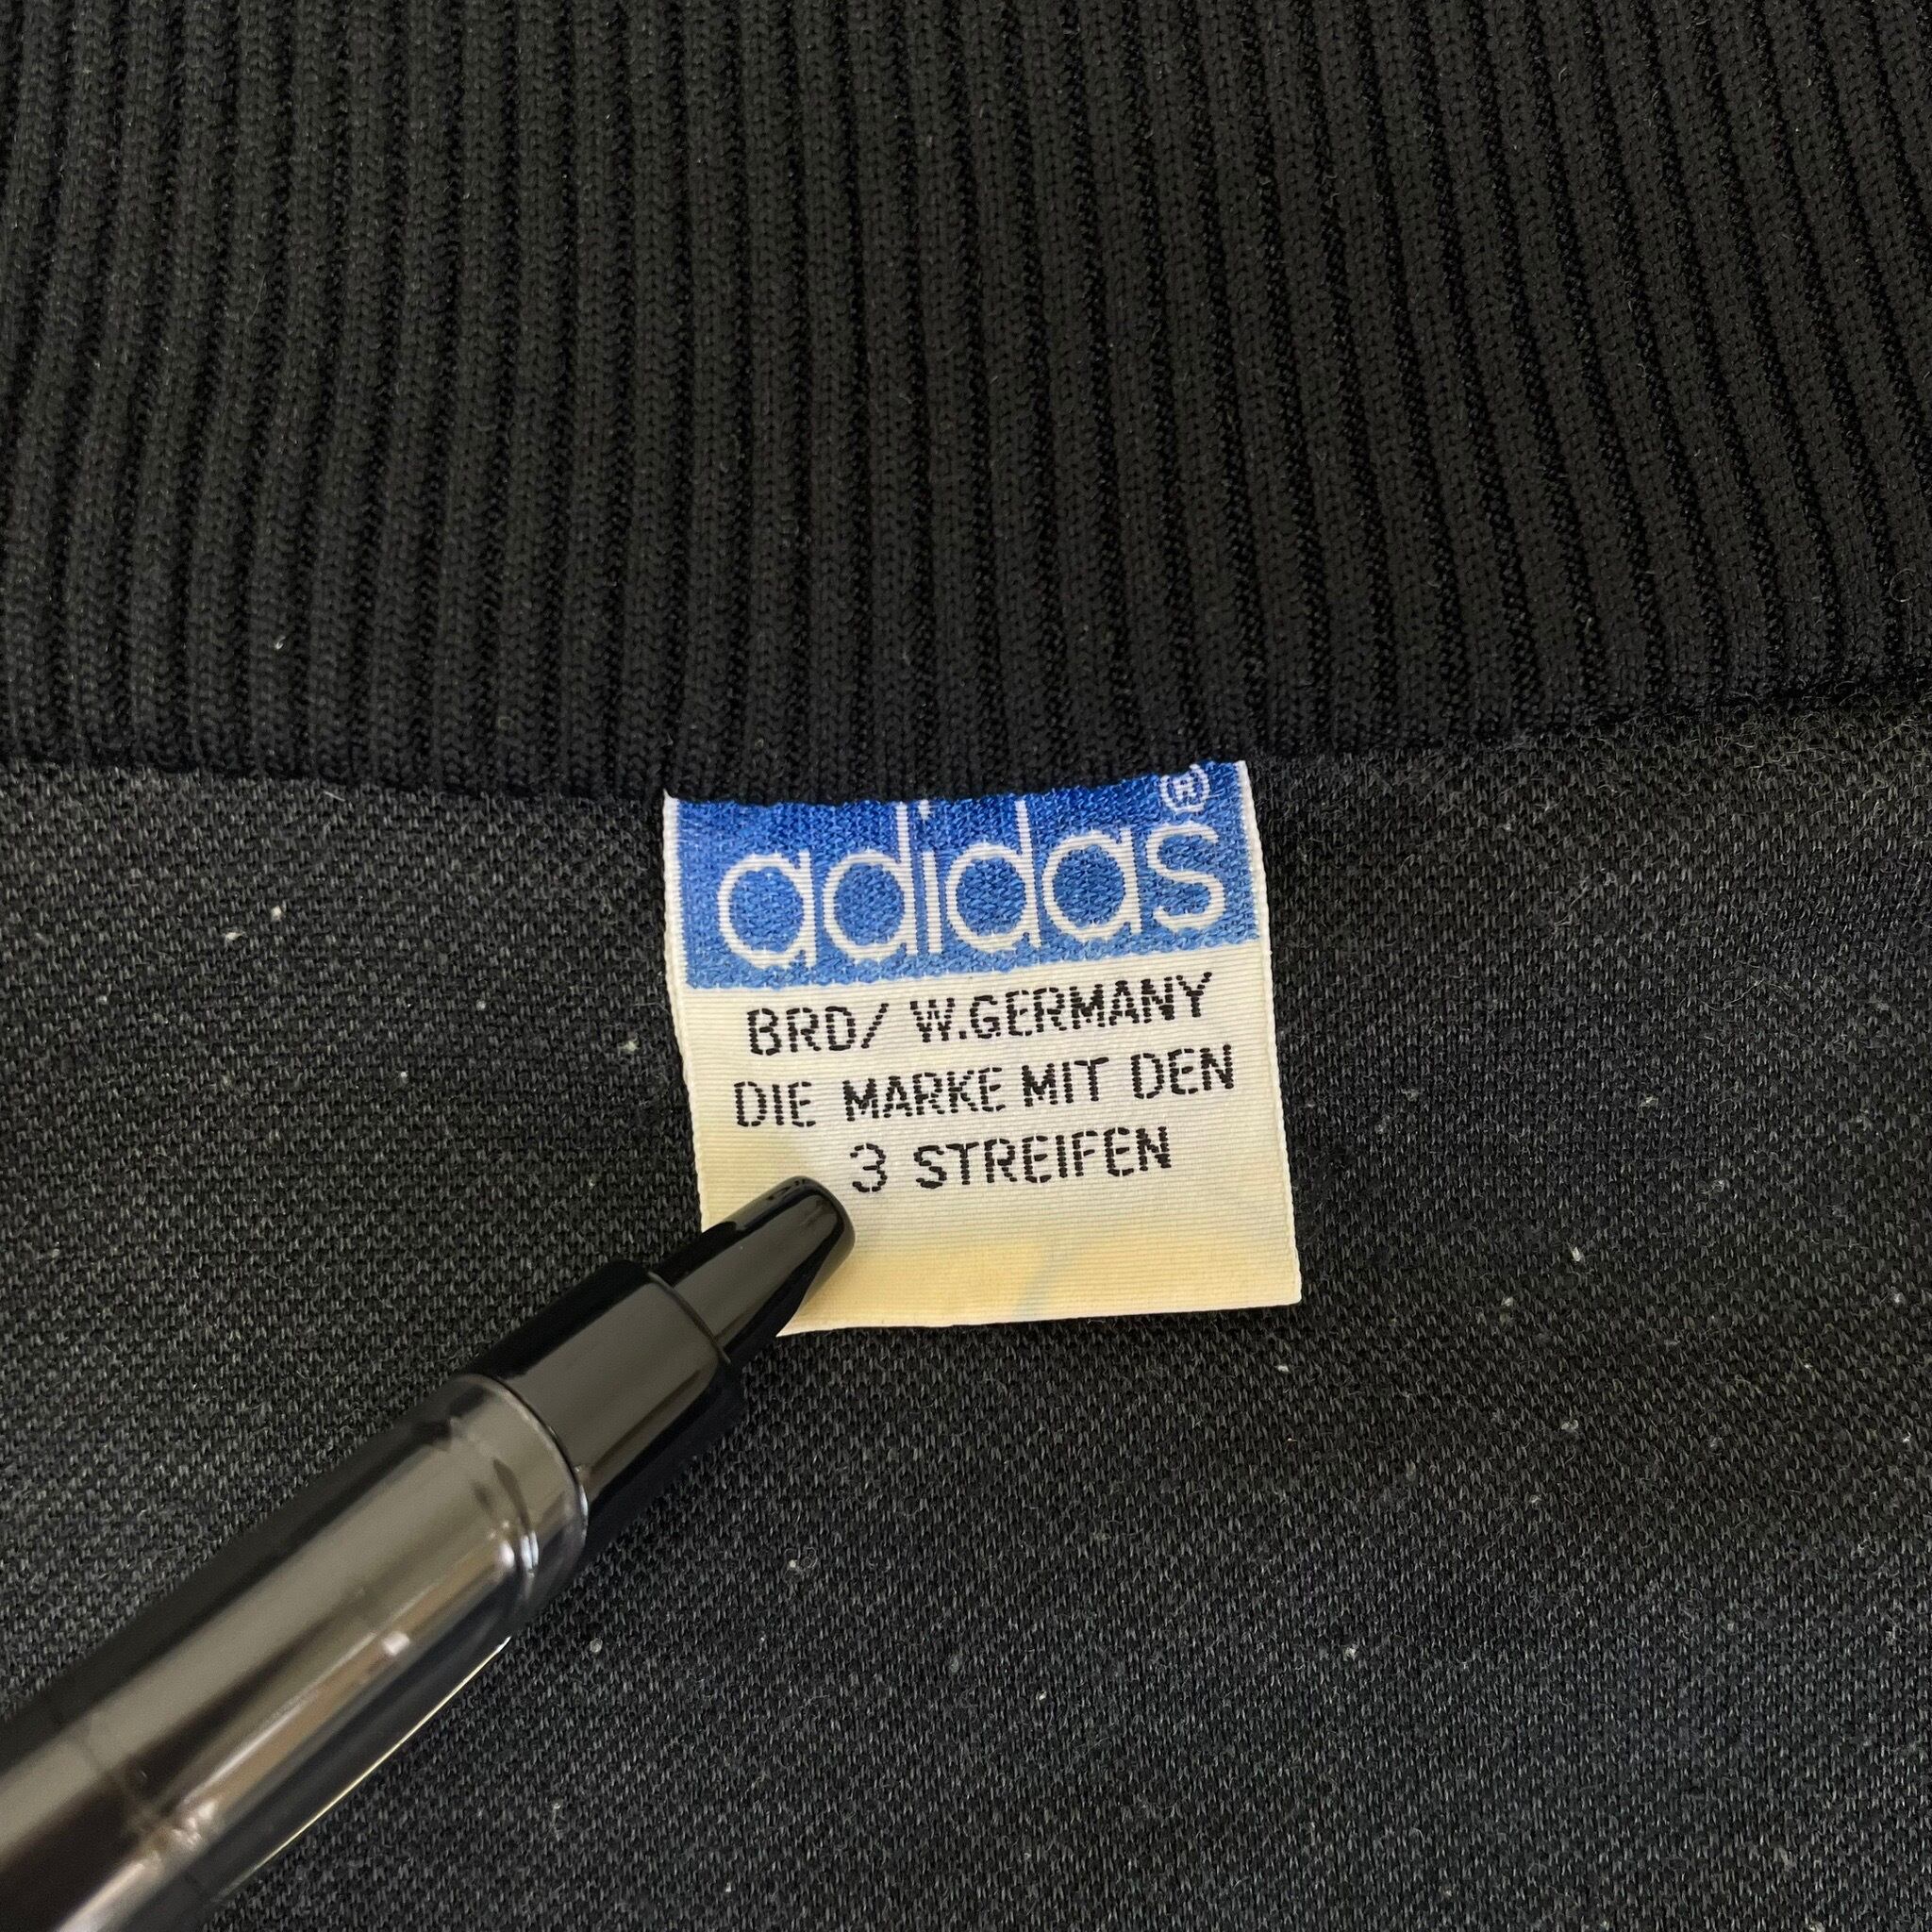 adidas®
BRD/ W.GERMANY
DIE MARKE MIT DEN
3 STREIFEN